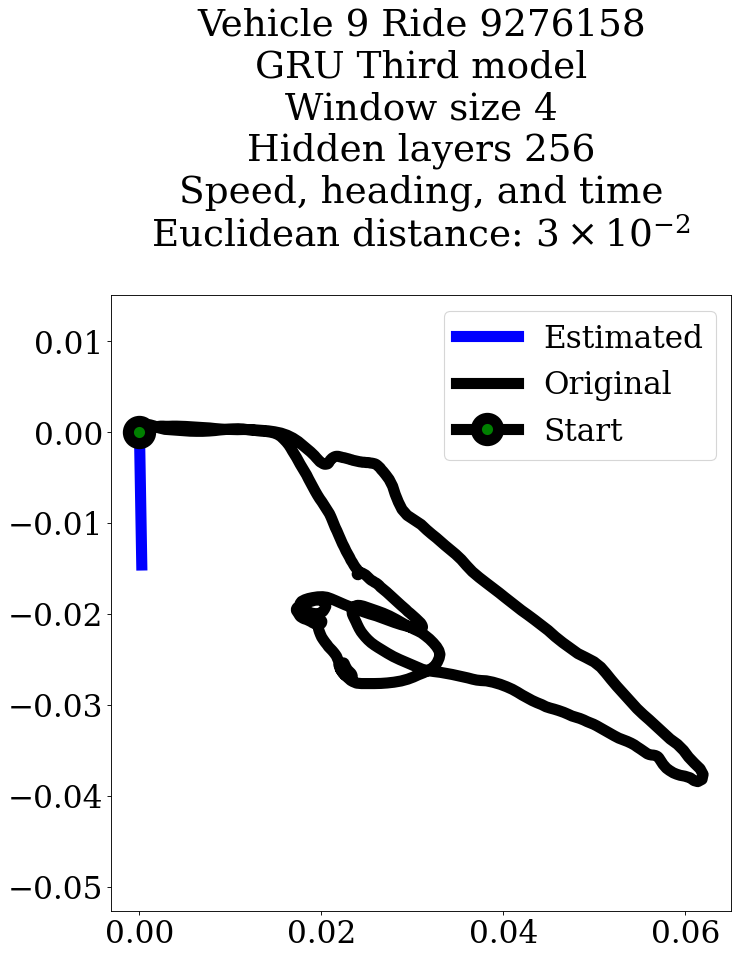 Vehicle 9 Ride 9276158
GRU Third model
Window size 4
Hidden layers 256
Speed, heading, and time
Euclidean distance: 3 × 10⁻²
Estimated
Original
Start
0.01
0.00
−0.01
−0.02
−0.03
−0.04
−0.05
0.00 0.02 0.04 0.06